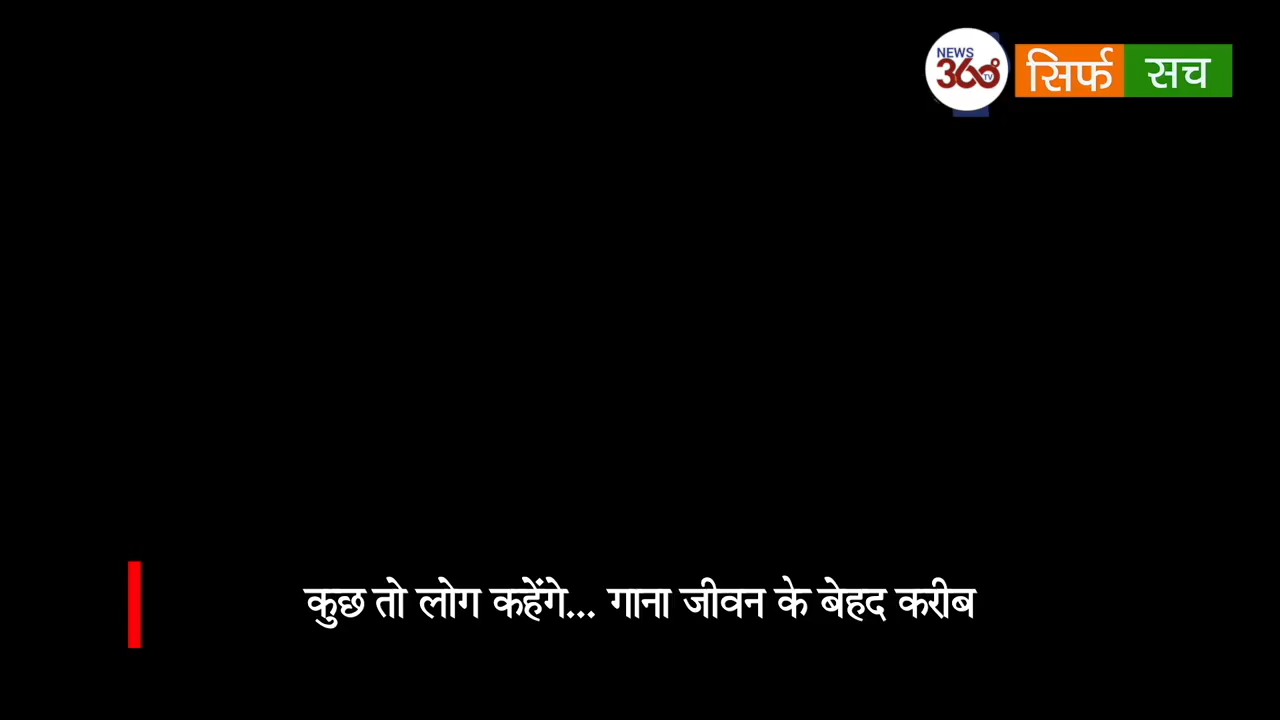 NEWS
360° TV
सिर्फ सच
कुछ तो लोग कहेंगे... गाना जीवन के बेहद करीब